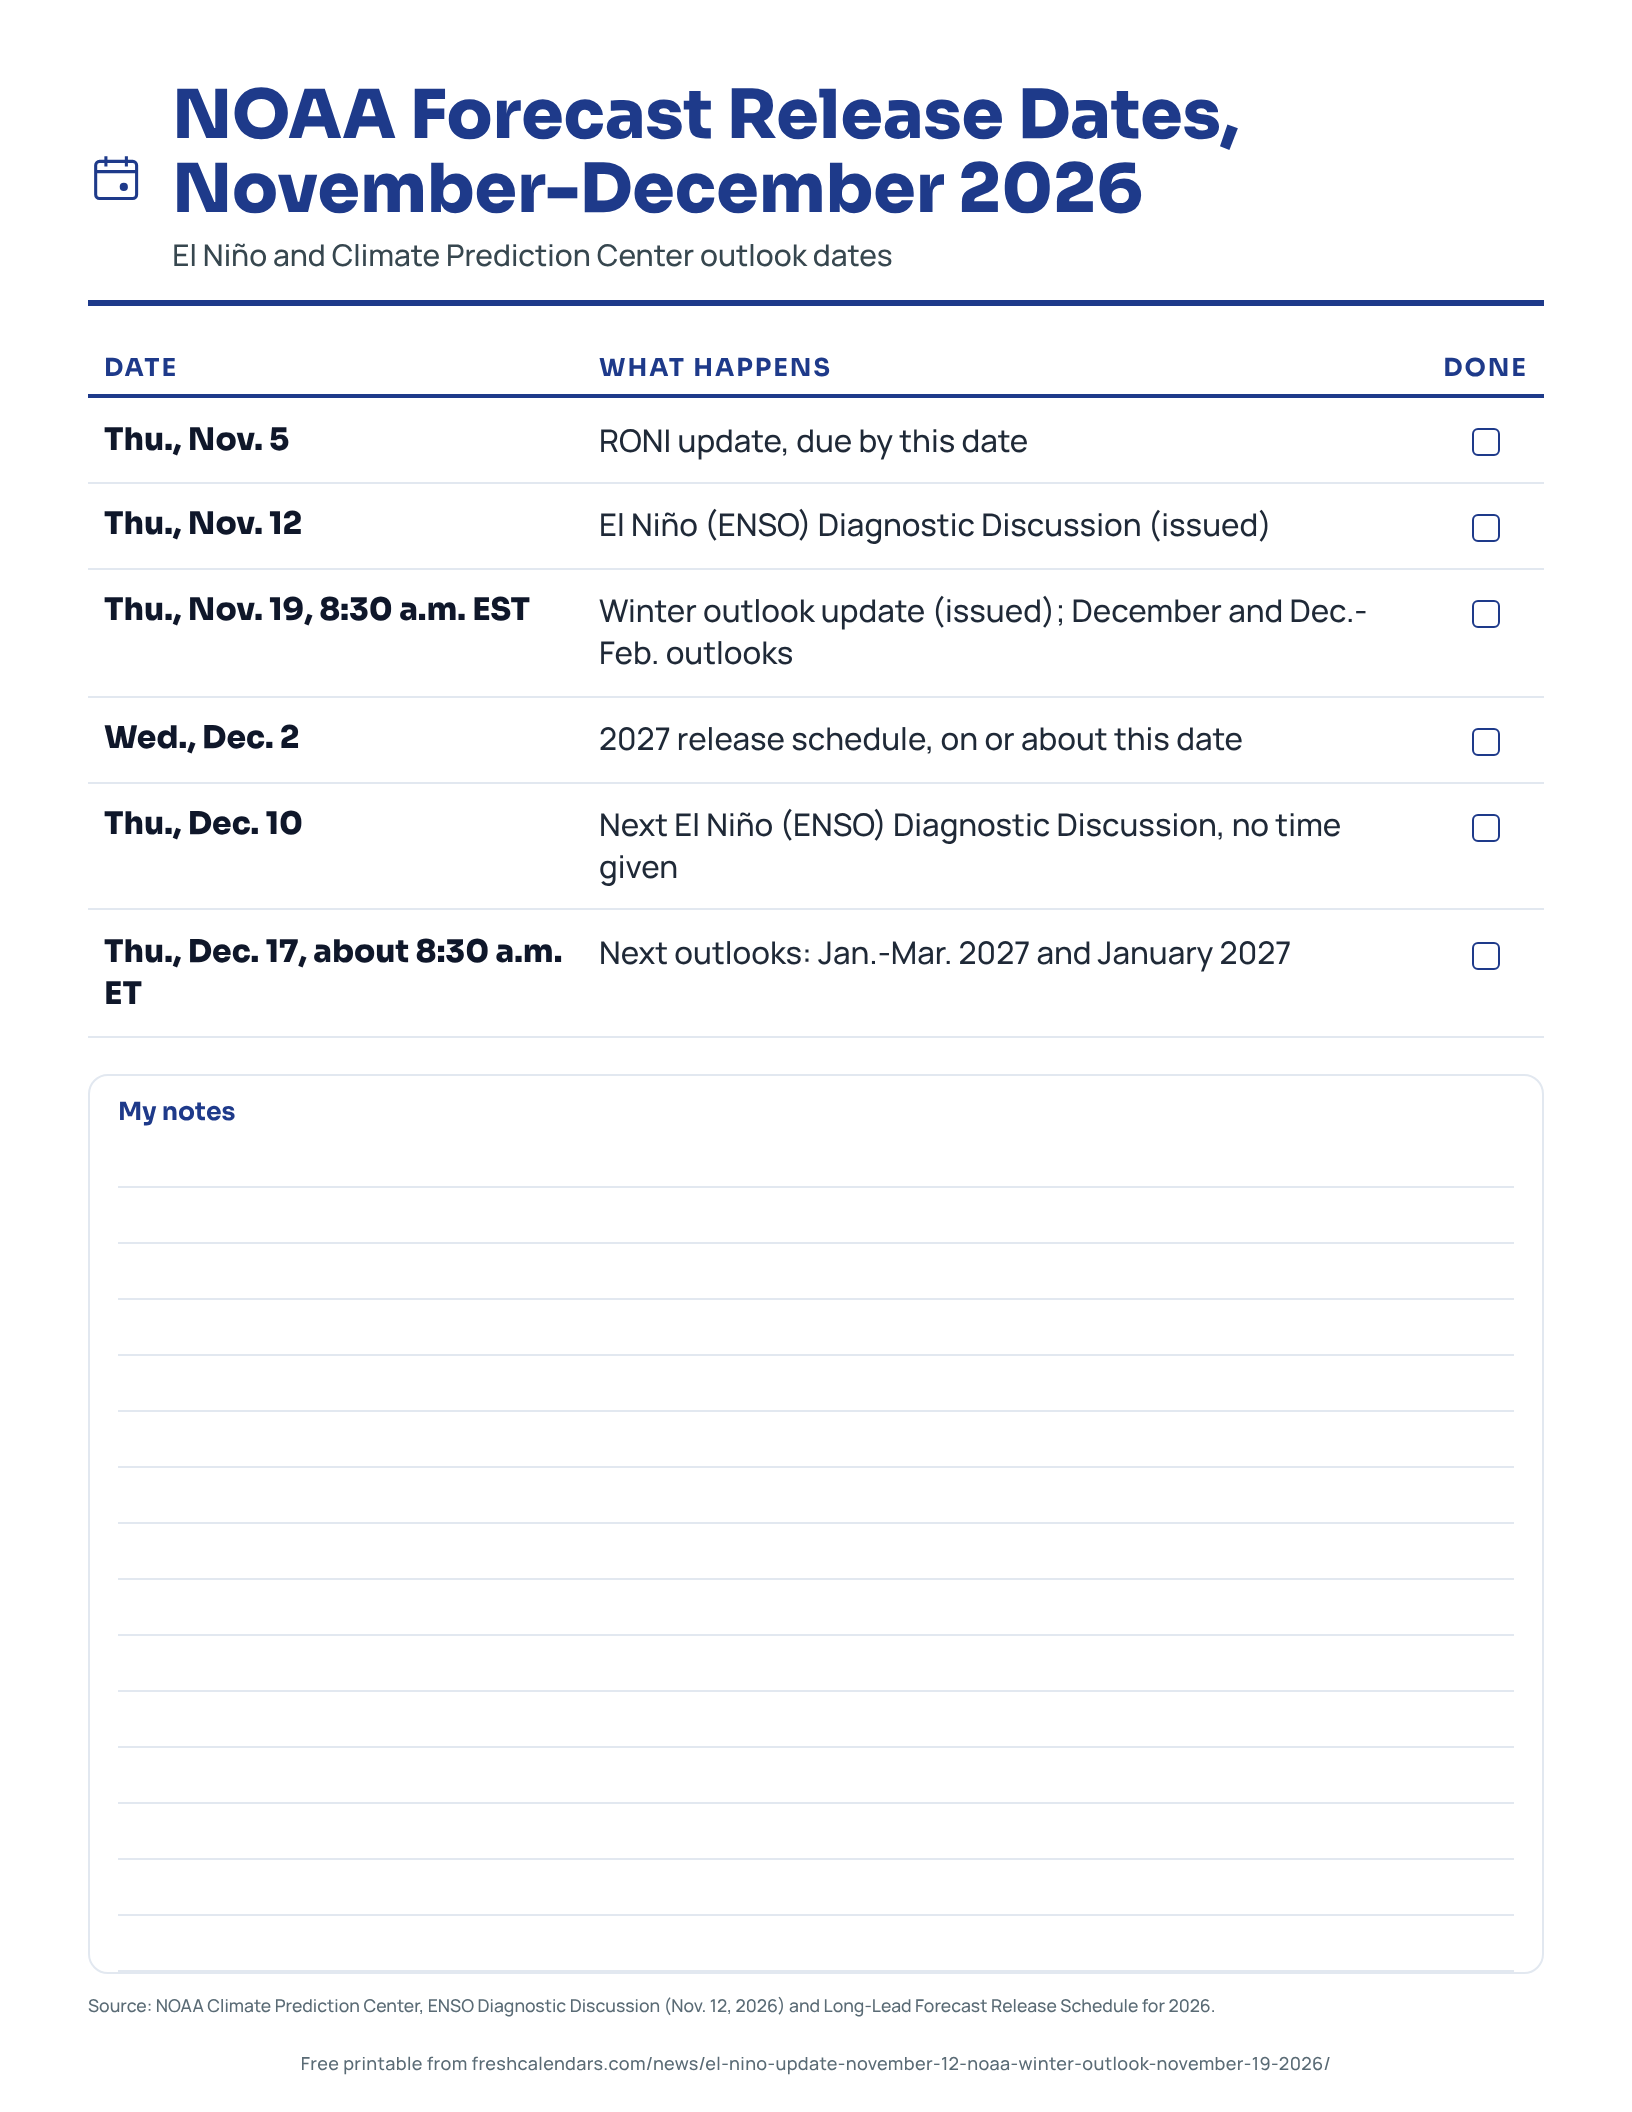 NOAA Forecast Release Dates,
November–December 2026
El Niño and Climate Prediction Center outlook dates
DATE WHAT HAPPENS DONE
Thu., Nov. 5 RONI update, due by this date
Thu., Nov. 12 El Niño (ENSO) Diagnostic Discussion (issued)
Thu., Nov. 19, 8:30 a.m. EST Winter outlook update (issued); December and Dec.-
Feb. outlooks
Wed., Dec. 2 2027 release schedule, on or about this date
Thu., Dec. 10 Next El Niño (ENSO) Diagnostic Discussion, no time
given
Thu., Dec. 17, about 8:30 a.m. Next outlooks: Jan.-Mar. 2027 and January 2027
ET
My notes
Source: NOAA Climate Prediction Center, ENSO Diagnostic Discussion (Nov. 12, 2026) and Long-Lead Forecast Release Schedule for 2026.
Free printable from freshcalendars.com/news/el-nino-update-november-12-noaa-winter-outlook-november-19-2026/